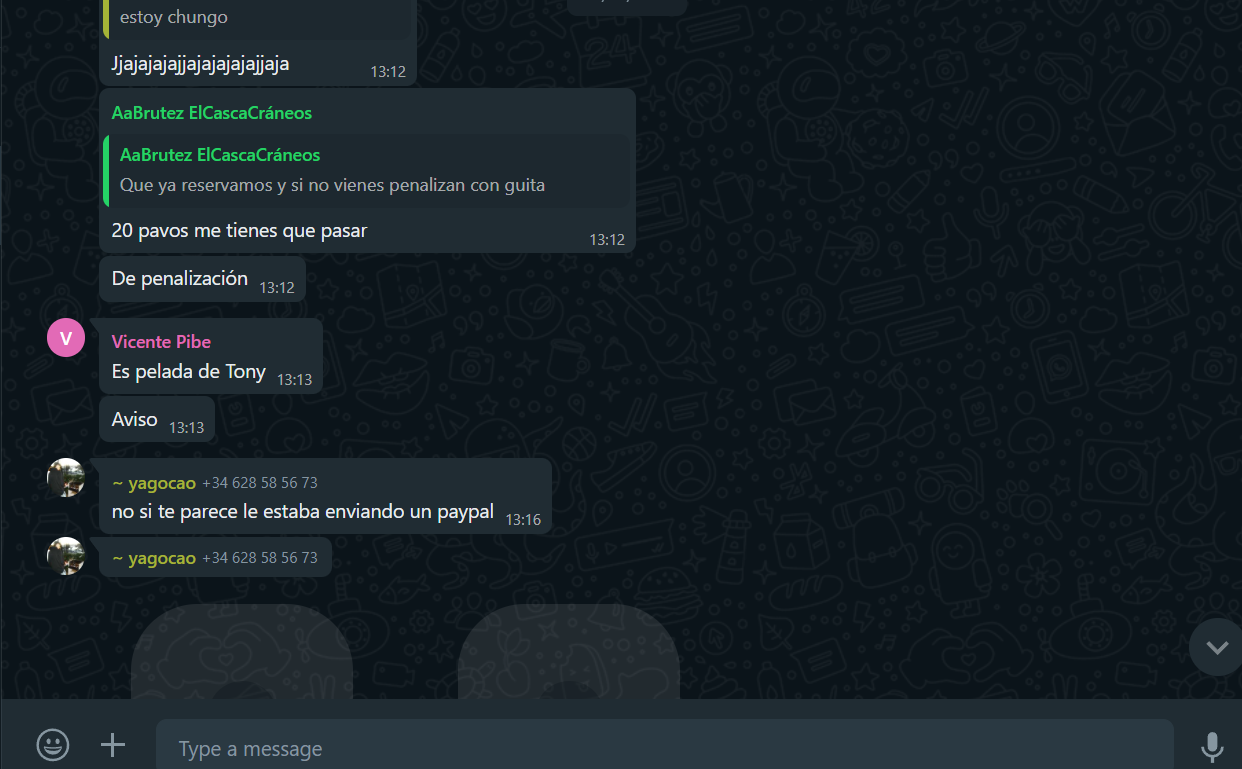 estoy chungo
Jjajajajajjajajajajajjaja
13:12
AaBrutez ElCascaCráneos
AaBrutez ElCascaCráneos
Que ya reservamos y si no vienes penalizan con guita
20 pavos me tienes que pasar
13:12
De penalización 13:12
V
Vicente Pibe
Es pelada de Tony 13:13
Aviso 13:13
~ yagocao +34 628 58 56 73
no si te parece le estaba enviando un paypal 13:16
~ yagocao +34 628 58 56 73
Type a message